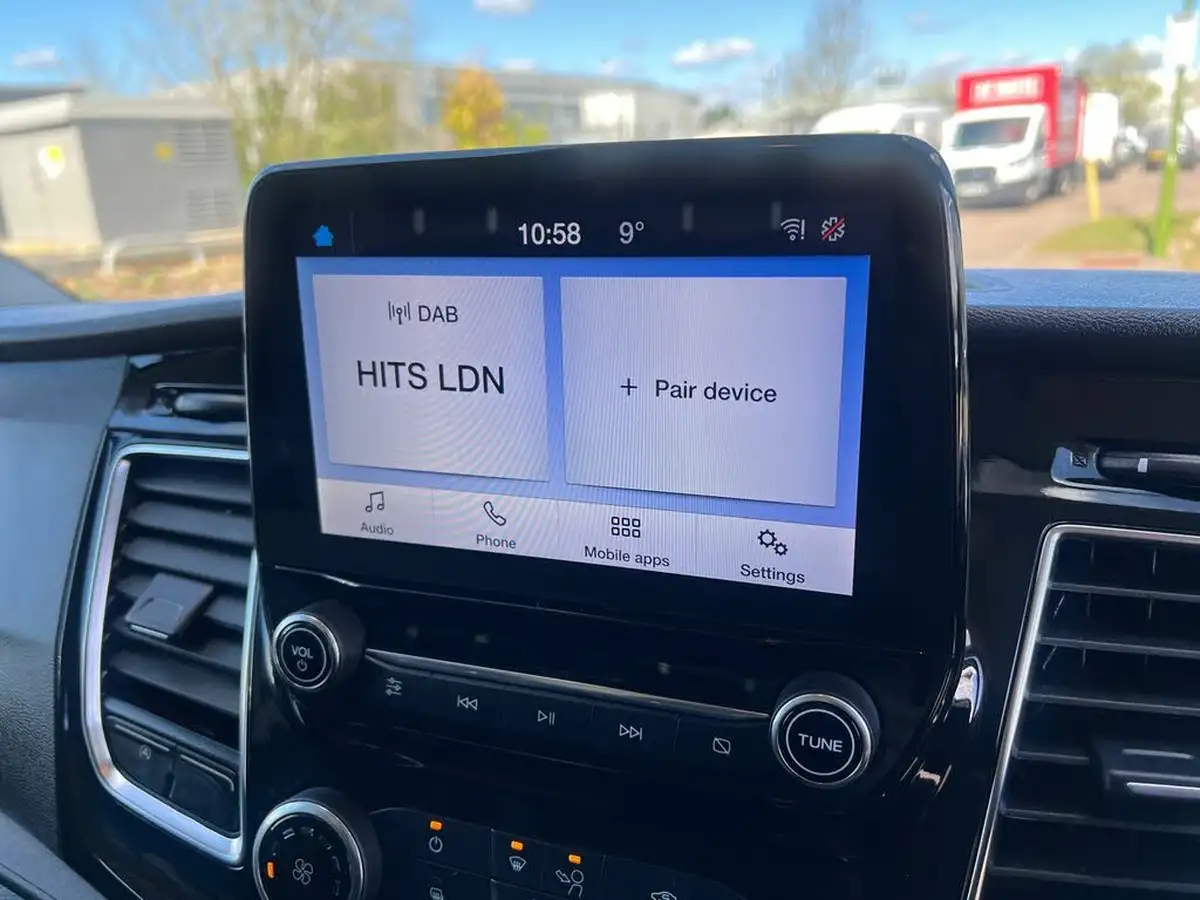 10:58 9°
DAB
HITS LDN
+ Pair device
Audio
Phone
Mobile apps
Settings
VOL
TUNE